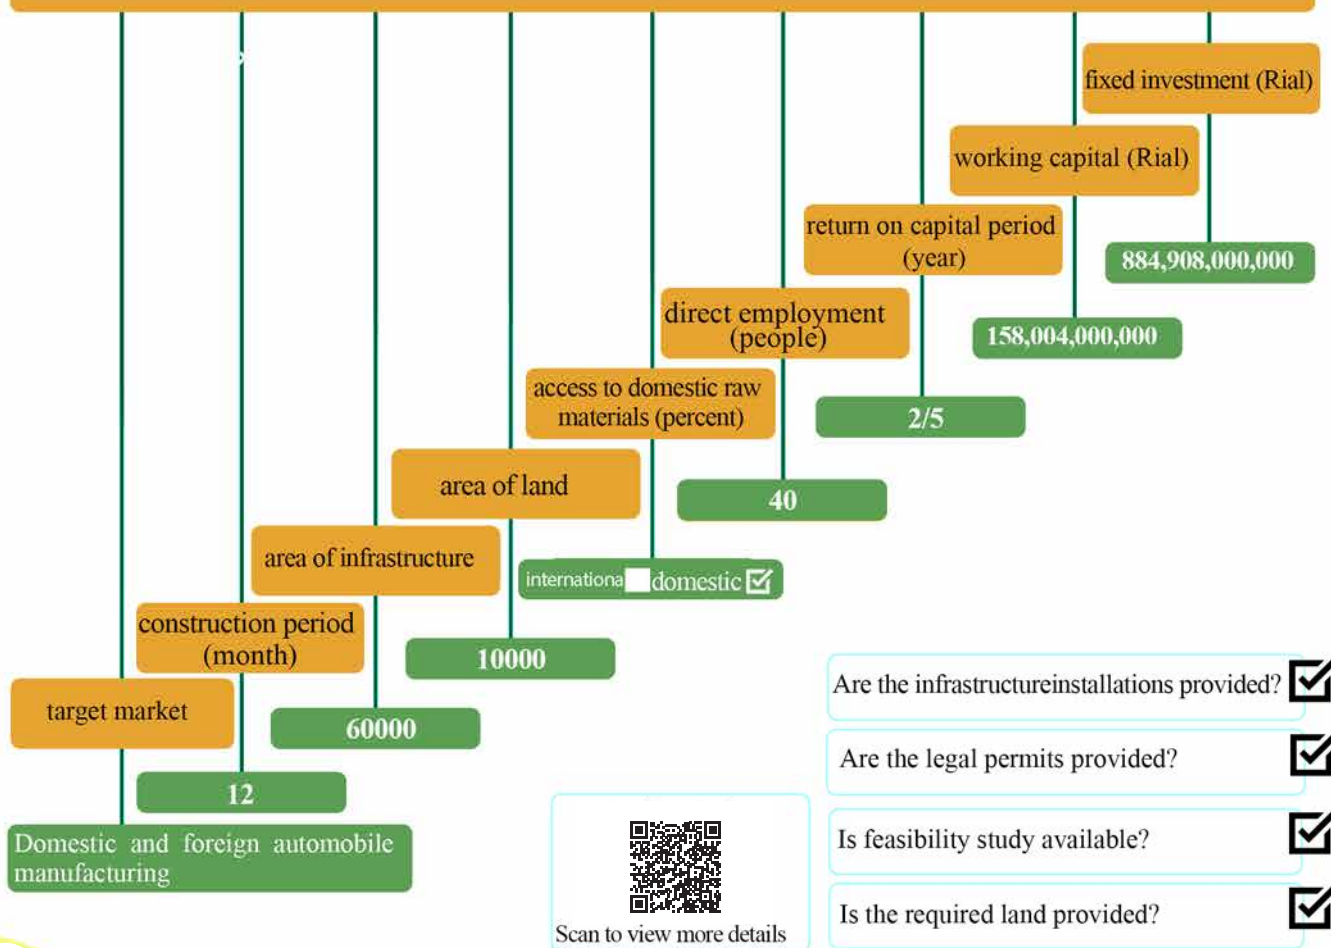 fixed investment (Rial)
working capital (Rial)
return on capital period
(year)
884,908,000,000
direct employment
(people)
158,004,000,000
access to domestic raw
materials (percent)
2/5
area of land
40
area of infrastructure
internationa domestic
construction period
(month)
10000
target market
60000
12
Domestic and foreign automobile
manufacturing
Are the infrastructureinstallations provided?
Are the legal permits provided?
Is feasibility study available?
Is the required land provided?
Scan to view more details